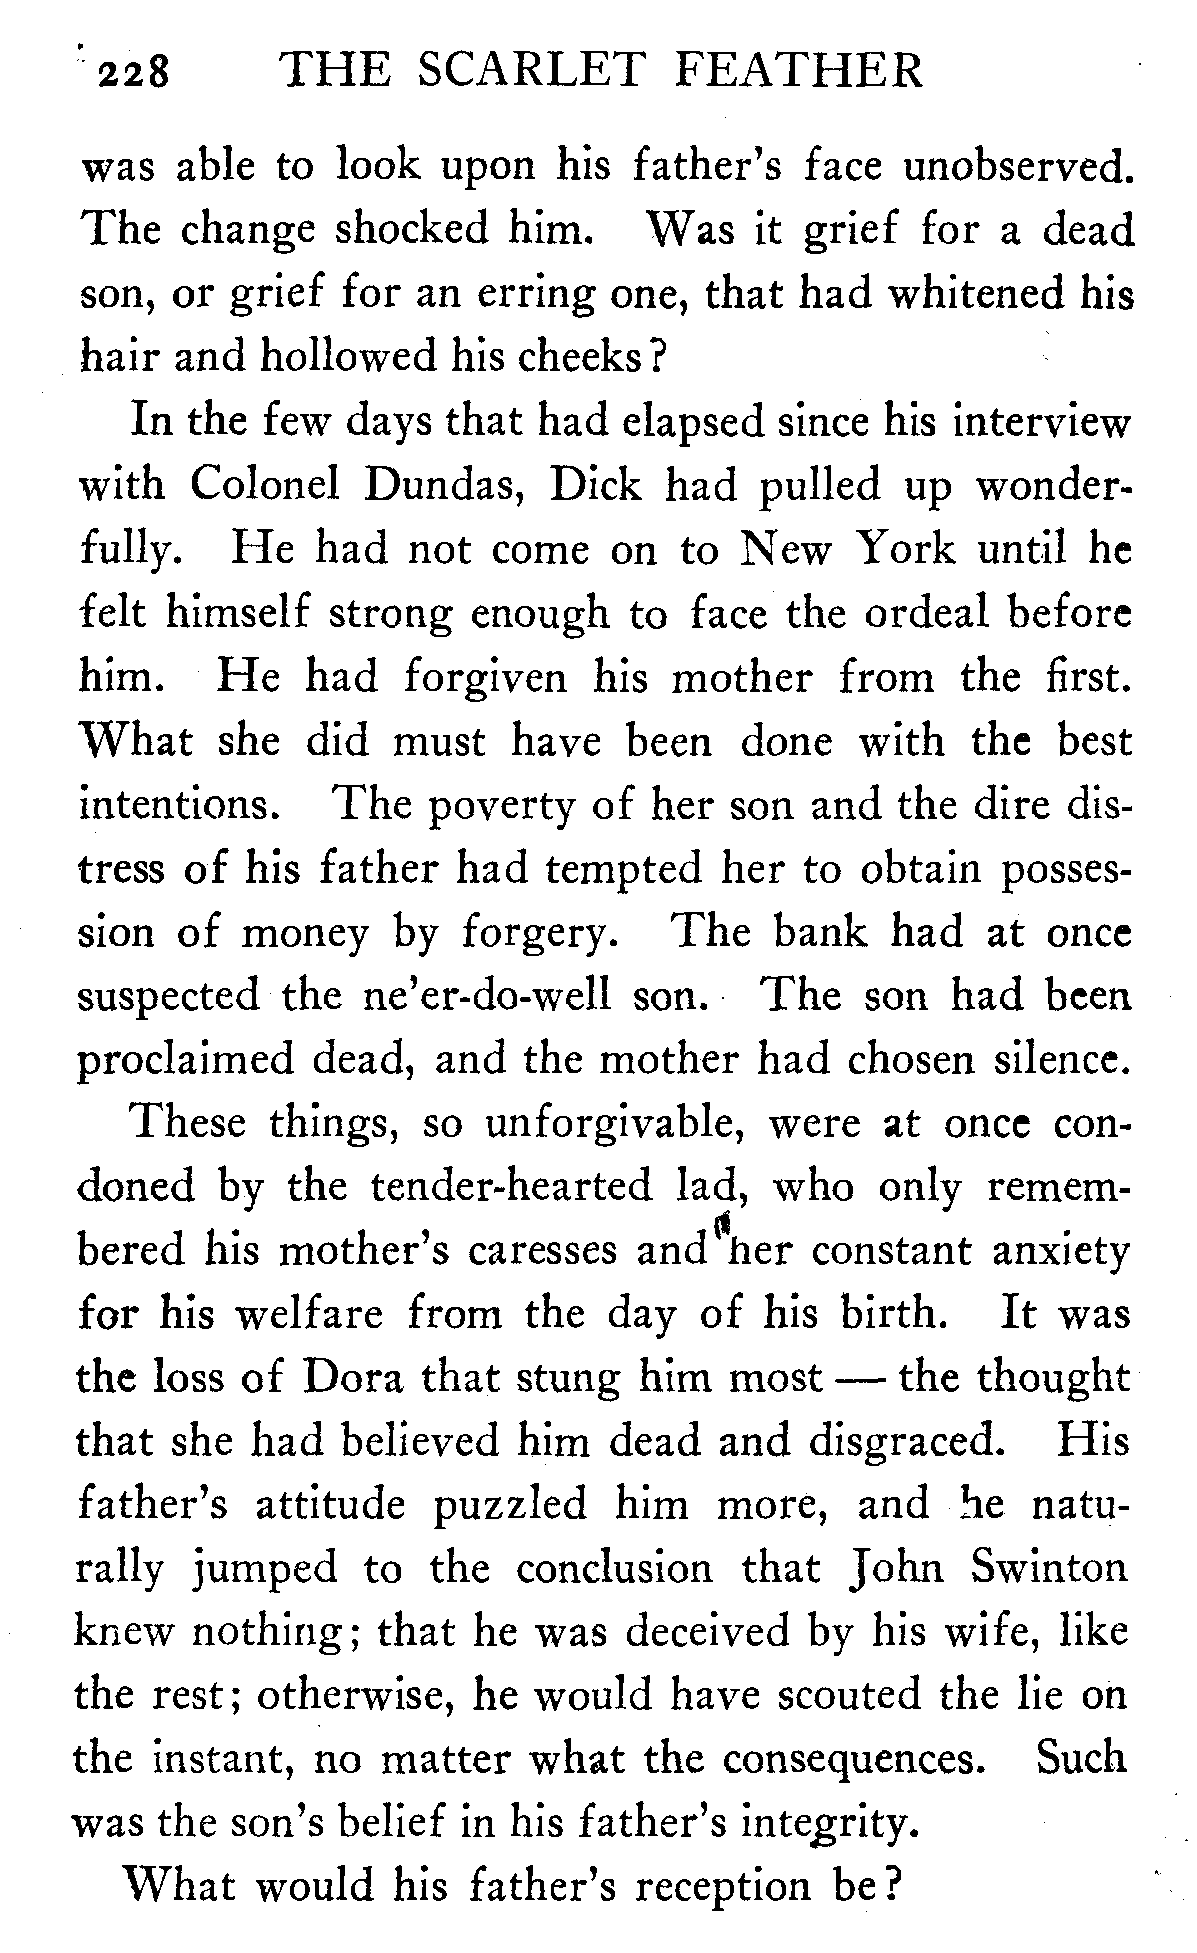 228 THE SCARLET FEATHER
was able to look upon his father's face unobserved.
The change shocked him. Was it grief for a dead
son, or grief for an erring one, that had whitened his
hair and hollowed his cheeks?
In the few days that had elapsed since his interview
with Colonel Dundas, Dick had pulled up wonder-
fully. He had not come on to New York until he
felt himself strong enough to face the ordeal before
him. He had forgiven his mother from the first.
What she did must have been done with the best
intentions. The poverty of her son and the dire dis-
tress of his father had tempted her to obtain posses-
sion of money by forgery. The bank had at once
suspected the ne'er-do-well son. The son had been
proclaimed dead, and the mother had chosen silence.
These things, so unforgivable, were at once con-
doned by the tender-hearted lad, who only remem-
bered his mother's caresses and her constant anxiety
for his welfare from the day of his birth. It was
the loss of Dora that stung him most — the thought
that she had believed him dead and disgraced. His
father's attitude puzzled him more, and he natu-
rally jumped to the conclusion that John Swinton
knew nothing; that he was deceived by his wife, like
the rest; otherwise, he would have scouted the lie on
the instant, no matter what the consequences. Such
was the son's belief in his father's integrity.
What would his father's reception be?